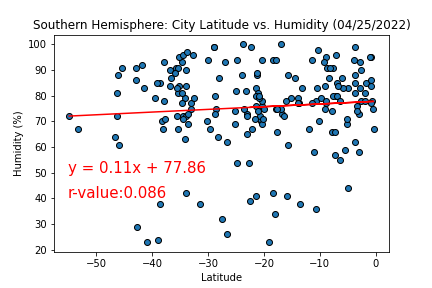 Southern Hemisphere: City Latitude vs. Humidity (04/25/2022)
Humidity (%)
100
90
80
70
60
50
40
30
20
y = 0.11x + 77.86
r-value:0.086
−50 −40 −30 −20 −10 0
Latitude